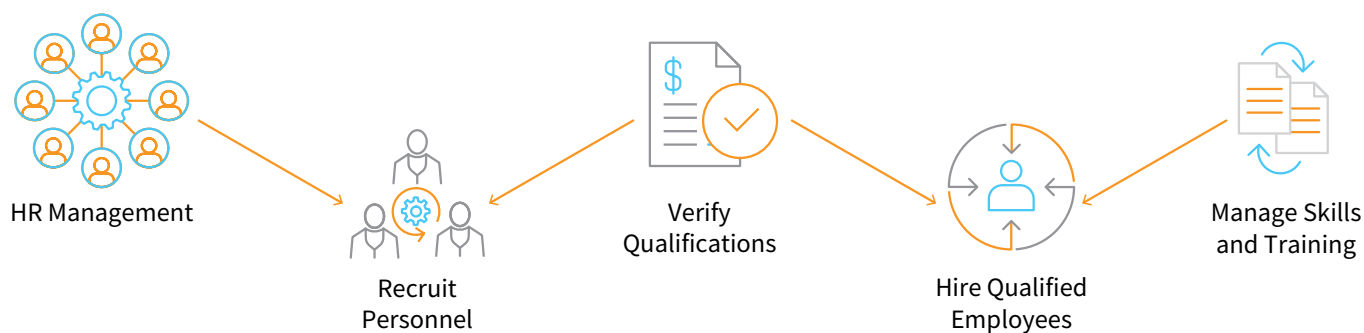 HR Management
Recruit
Personnel
$
Verify
Qualifications
Hire Qualified
Employees
Manage Skills
and Training